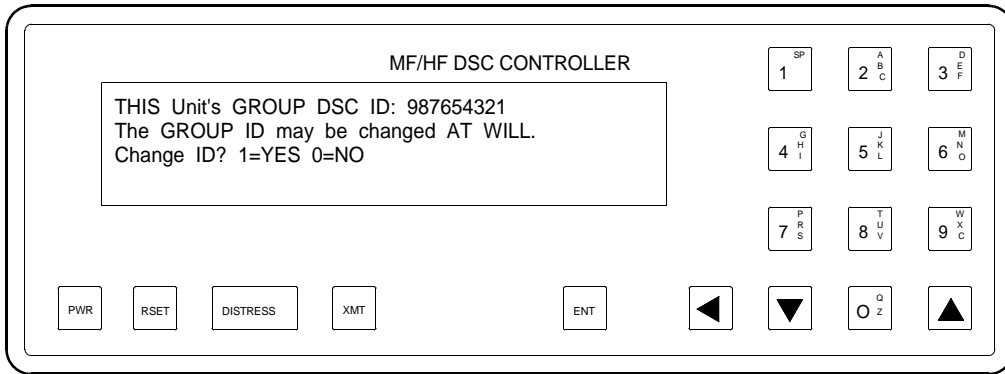 MF/HF DSC CONTROLLER
THIS Unit's GROUP DSC ID: 987654321
The GROUP ID may be changed AT WILL.
Change ID? 1=YES 0=NO
1 SP
2 A B C
3 D E F
4 G H I
5 J K L
6 M N O
7 P R S
8 T U V
9 W X C
PWR
RSET
DISTRESS
XMT
ENT
O Q Z